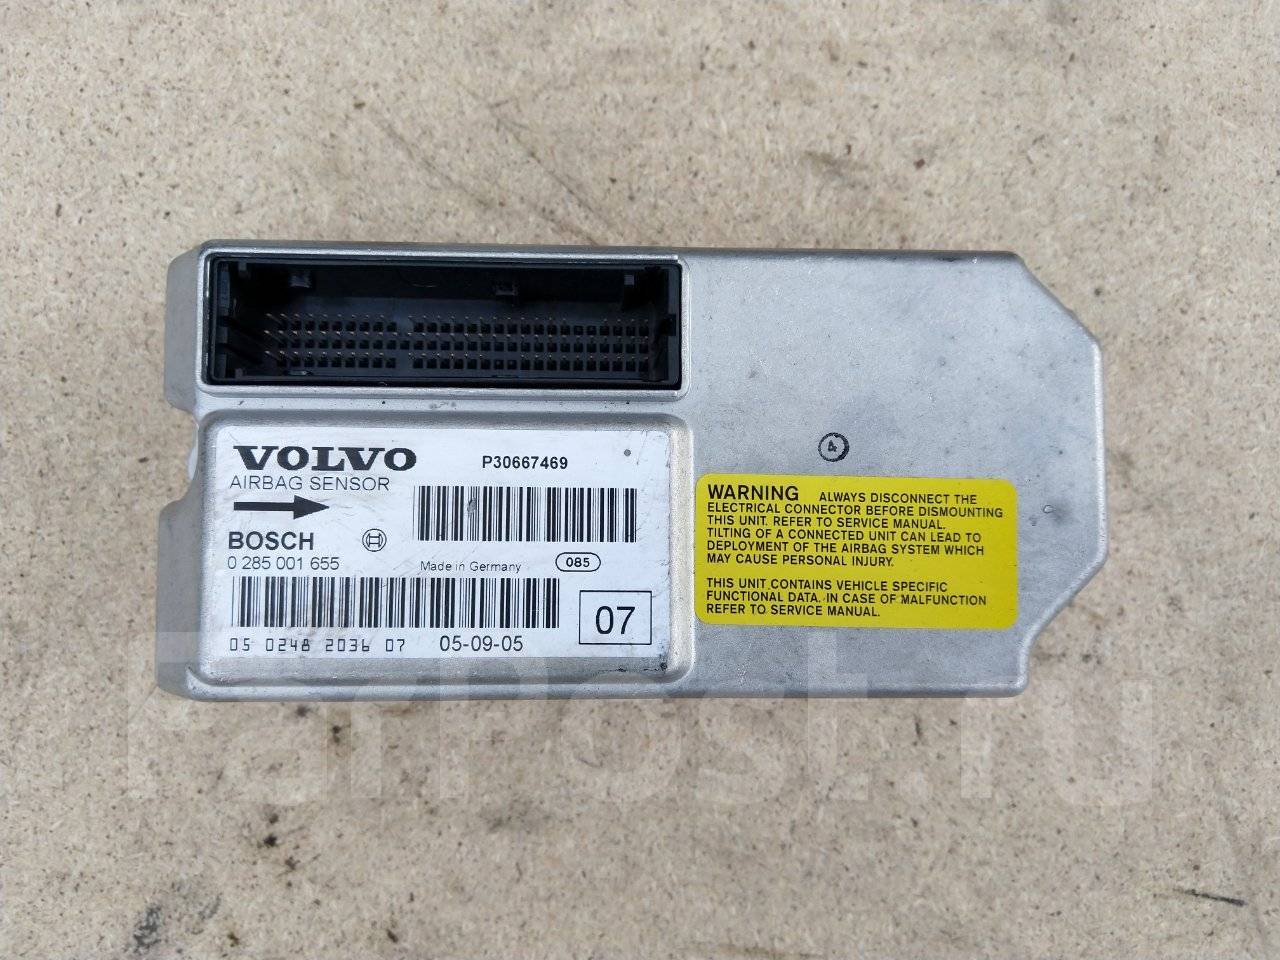 VOLVO
P30667469
AIRBAG SENSOR
BOSCH
0 285 001 655
Made in Germany
085
05 0248 2036 07
05-09-05
07
4
WARNING ALWAYS DISCONNECT THE
ELECTRICAL CONNECTOR BEFORE DISMOUNTING
THIS UNIT. REFER TO SERVICE MANUAL.
TILTING OF A CONNECTED UNIT CAN LEAD TO
DEPLOYMENT OF THE AIRBAG SYSTEM WHICH
MAY CAUSE PERSONAL INJURY.
THIS UNIT CONTAINS VEHICLE SPECIFIC
FUNCTIONAL DATA. IN CASE OF MALFUNCTION
REFER TO SERVICE MANUAL.
FarPost.ru